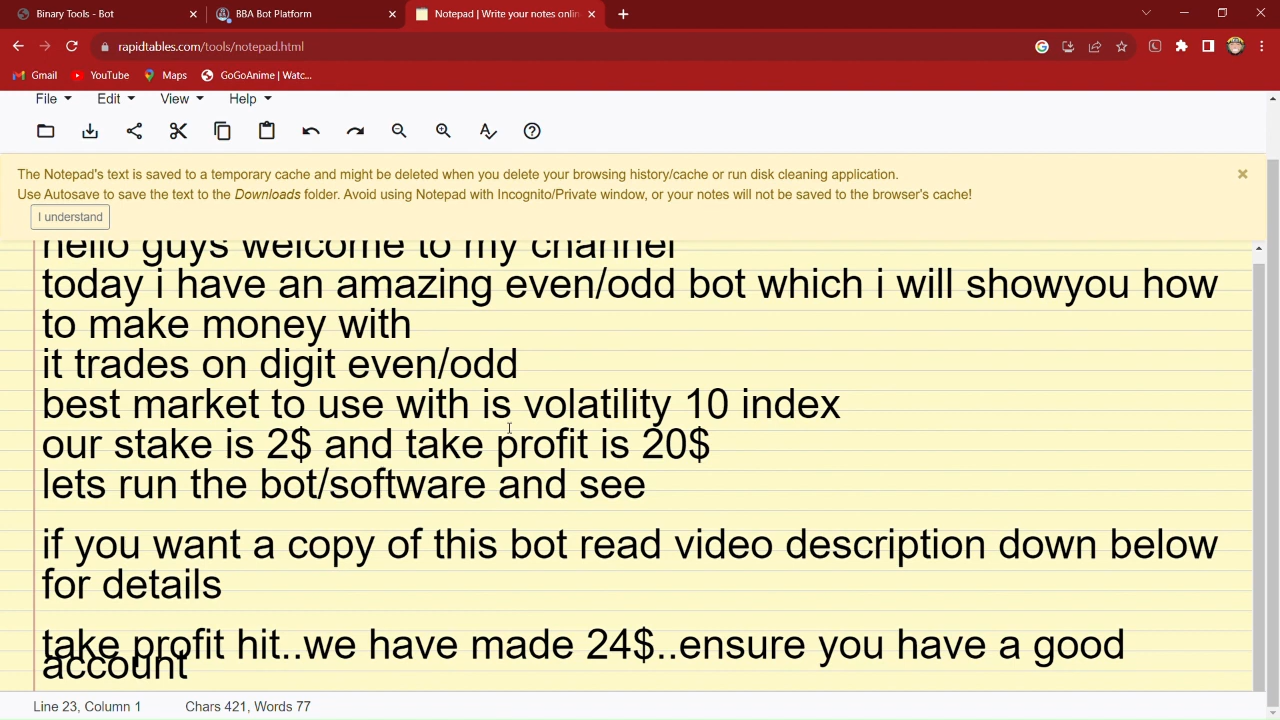 Binary Tools - Bot
BBA Bot Platform
Notepad | Write your notes onlin
rapidtables.com/tools/notepad.html
Gmail YouTube Maps GoGoAnime | Watc...
File Edit View Help
The Notepad's text is saved to a temporary cache and might be deleted when you delete your browsing history/cache or run disk cleaning application.
Use Autosave to save the text to the Downloads folder. Avoid using Notepad with Incognito/Private window, or your notes will not be saved to the browser's cache!
I understand
hello guys welcome to my channel
today i have an amazing even/odd bot which i will showyou how
to make money with
it trades on digit even/odd
best market to use with is volatility 10 index
our stake is 2$ and take profit is 20$
lets run the bot/software and see
if you want a copy of this bot read video description down below
for details
take profit hit..we have made 24$..ensure you have a good
account
Line 23, Column 1 Chars 421, Words 77